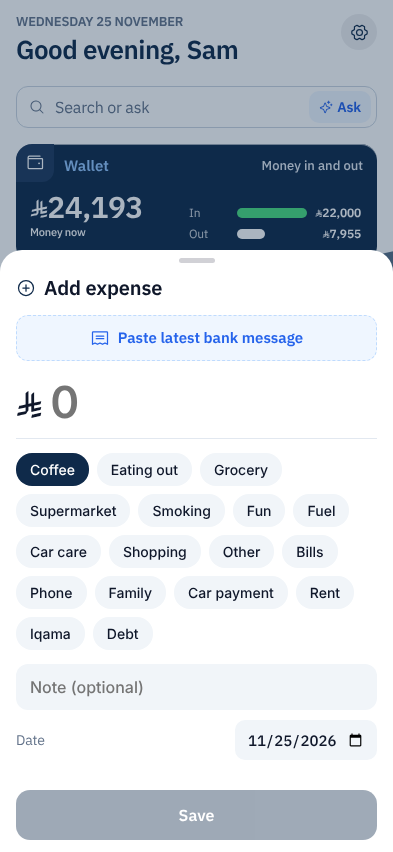 WEDNESDAY 25 NOVEMBER
Good evening, Sam
Search or ask
Ask
Wallet
Money in and out
⃁24,193
Money now
In
⃁22,000
Out
⃁7,955
Add expense
Paste latest bank message
⃁ 0
Coffee
Eating out
Grocery
Supermarket
Smoking
Fun
Fuel
Car care
Shopping
Other
Bills
Phone
Family
Car payment
Rent
Iqama
Debt
Note (optional)
Date
11/25/2026
Save